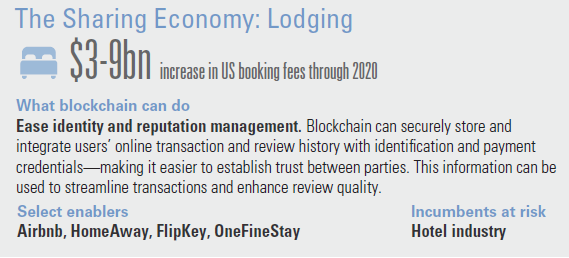 The Sharing Economy: Lodging
$3-9bn increase in US booking fees through 2020
What blockchain can do
Ease identity and reputation management. Blockchain can securely store and
integrate users' online transaction and review history with identification and payment
credentials—making it easier to establish trust between parties. This information can be
used to streamline transactions and enhance review quality.
Select enablers
Airbnb, HomeAway, FlipKey, OneFineStay
Incumbents at risk
Hotel industry